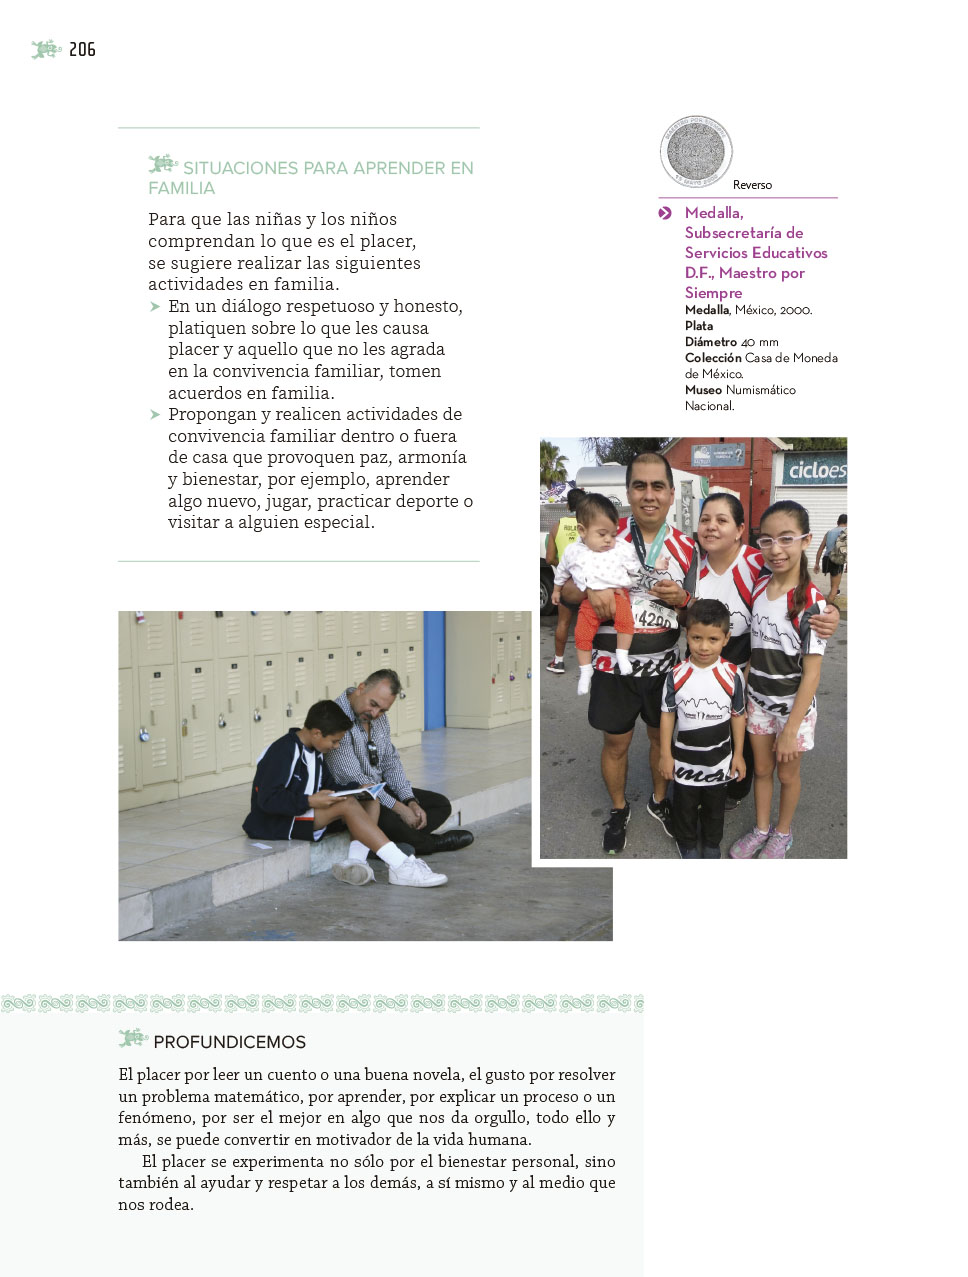 206
SITUACIONES PARA APRENDER EN
FAMILIA
Para que las niñas y los niños
comprendan lo que es el placer,
se sugiere realizar las siguientes
actividades en familia.
En un diálogo respetuoso y honesto,
platiquen sobre lo que les causa
placer y aquello que no les agrada
en la convivencia familiar, tomen
acuerdos en familia.
Propongan y realicen actividades de
convivencia familiar dentro o fuera
de casa que provoquen paz, armonía
y bienestar, por ejemplo, aprender
algo nuevo, jugar, practicar deporte o
visitar a alguien especial.
MAESTRO POR SIEMPRE
15 MAYO 2000
Reverso
Medalla,
Subsecretaría de
Servicios Educativos
D.F., Maestro por
Siempre
Medalla, México, 2000.
Plata
Diámetro 40 mm
Colección Casa de Moneda
de México.
Museo Numismático
Nacional.
cicloes
PROFUNDICEMOS
El placer por leer un cuento o una buena novela, el gusto por resolver
un problema matemático, por aprender, por explicar un proceso o un
fenómeno, por ser el mejor en algo que nos da orgullo, todo ello y
más, se puede convertir en motivador de la vida humana.
El placer se experimenta no sólo por el bienestar personal, sino
también al ayudar y respetar a los demás, a sí mismo y al medio que
nos rodea.